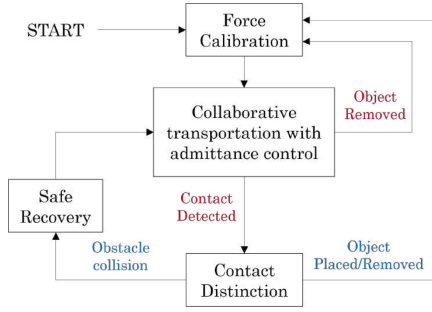 START
Force
Calibration
Object
Removed
Collaborative
transportation with
admittance control
Safe
Recovery
Contact
Detected
Obstacle
collision
Object
Placed/Removed
Contact
Distinction